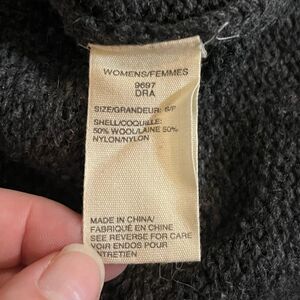 WOMENS/FEMMES
9697
DRA
SIZE/GRANDEUR: S/P
SHELL/COQUILLE:
50% WOOL/LAINE 50%
NYLON/NYLON
MADE IN CHINA/
FABRIQUÉ EN CHINE
SEE REVERSE FOR CARE
VOIR ENDOS POUR
ENTRETIEN